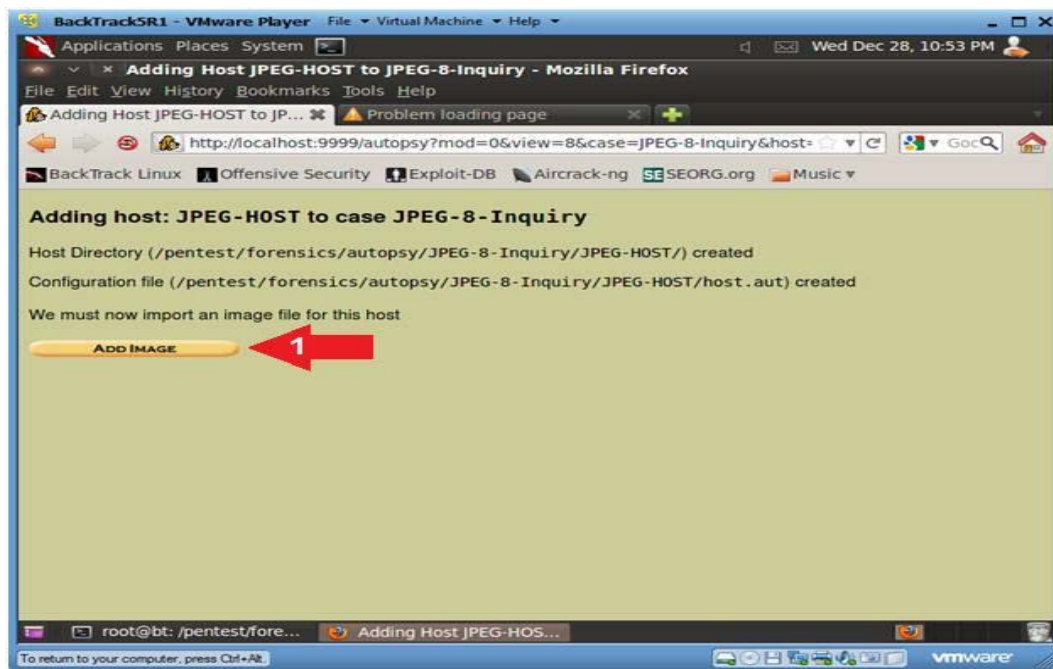 BackTrack5R1 - VMware Player File Virtual Machine Help
Applications Places System Wed Dec 28, 10:53 PM
Adding Host JPEG-HOST to JPEG-8-Inquiry - Mozilla Firefox
File Edit View History Bookmarks Tools Help
Adding Host JPEG-HOST to JP... Problem loading page
http://localhost:9999/autopsy?mod=0&view=8&case=JPEG-8-Inquiry&host= Goc
BackTrack Linux Offensive Security Exploit-DB Aircrack-ng SEORG.org Music
Adding host: JPEG-HOST to case JPEG-8-Inquiry
Host Directory (/pentest/forensics/autopsy/JPEG-8-Inquiry/JPEG-HOST/) created
Configuration file (/pentest/forensics/autopsy/JPEG-8-Inquiry/JPEG-HOST/host.aut) created
We must now import an image file for this host
ADD IMAGE 1
root@bt: /pentest/fore... Adding Host JPEG-HOS...
To return to your computer, press Ctrl+Alt. vmware